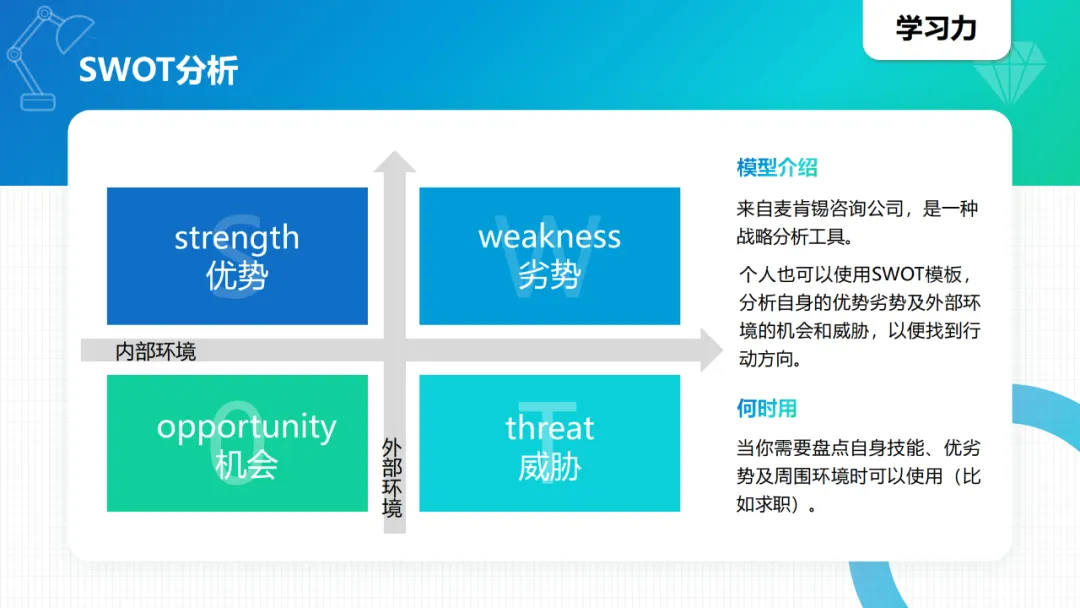 学习力
SWOT分析
S
strength
优势
W
weakness
劣势
内部环境
O
opportunity
机会
T
threat
威胁
外部环境
模型介绍
来自麦肯锡咨询公司，是一种
战略分析工具。
个人也可以使用SWOT模板，
分析自身的优势劣势及外部环
境的机会和威胁，以便找到行
动方向。
何时用
当你需要盘点自身技能、优劣
势及周围环境时可以使用（比
如求职）。